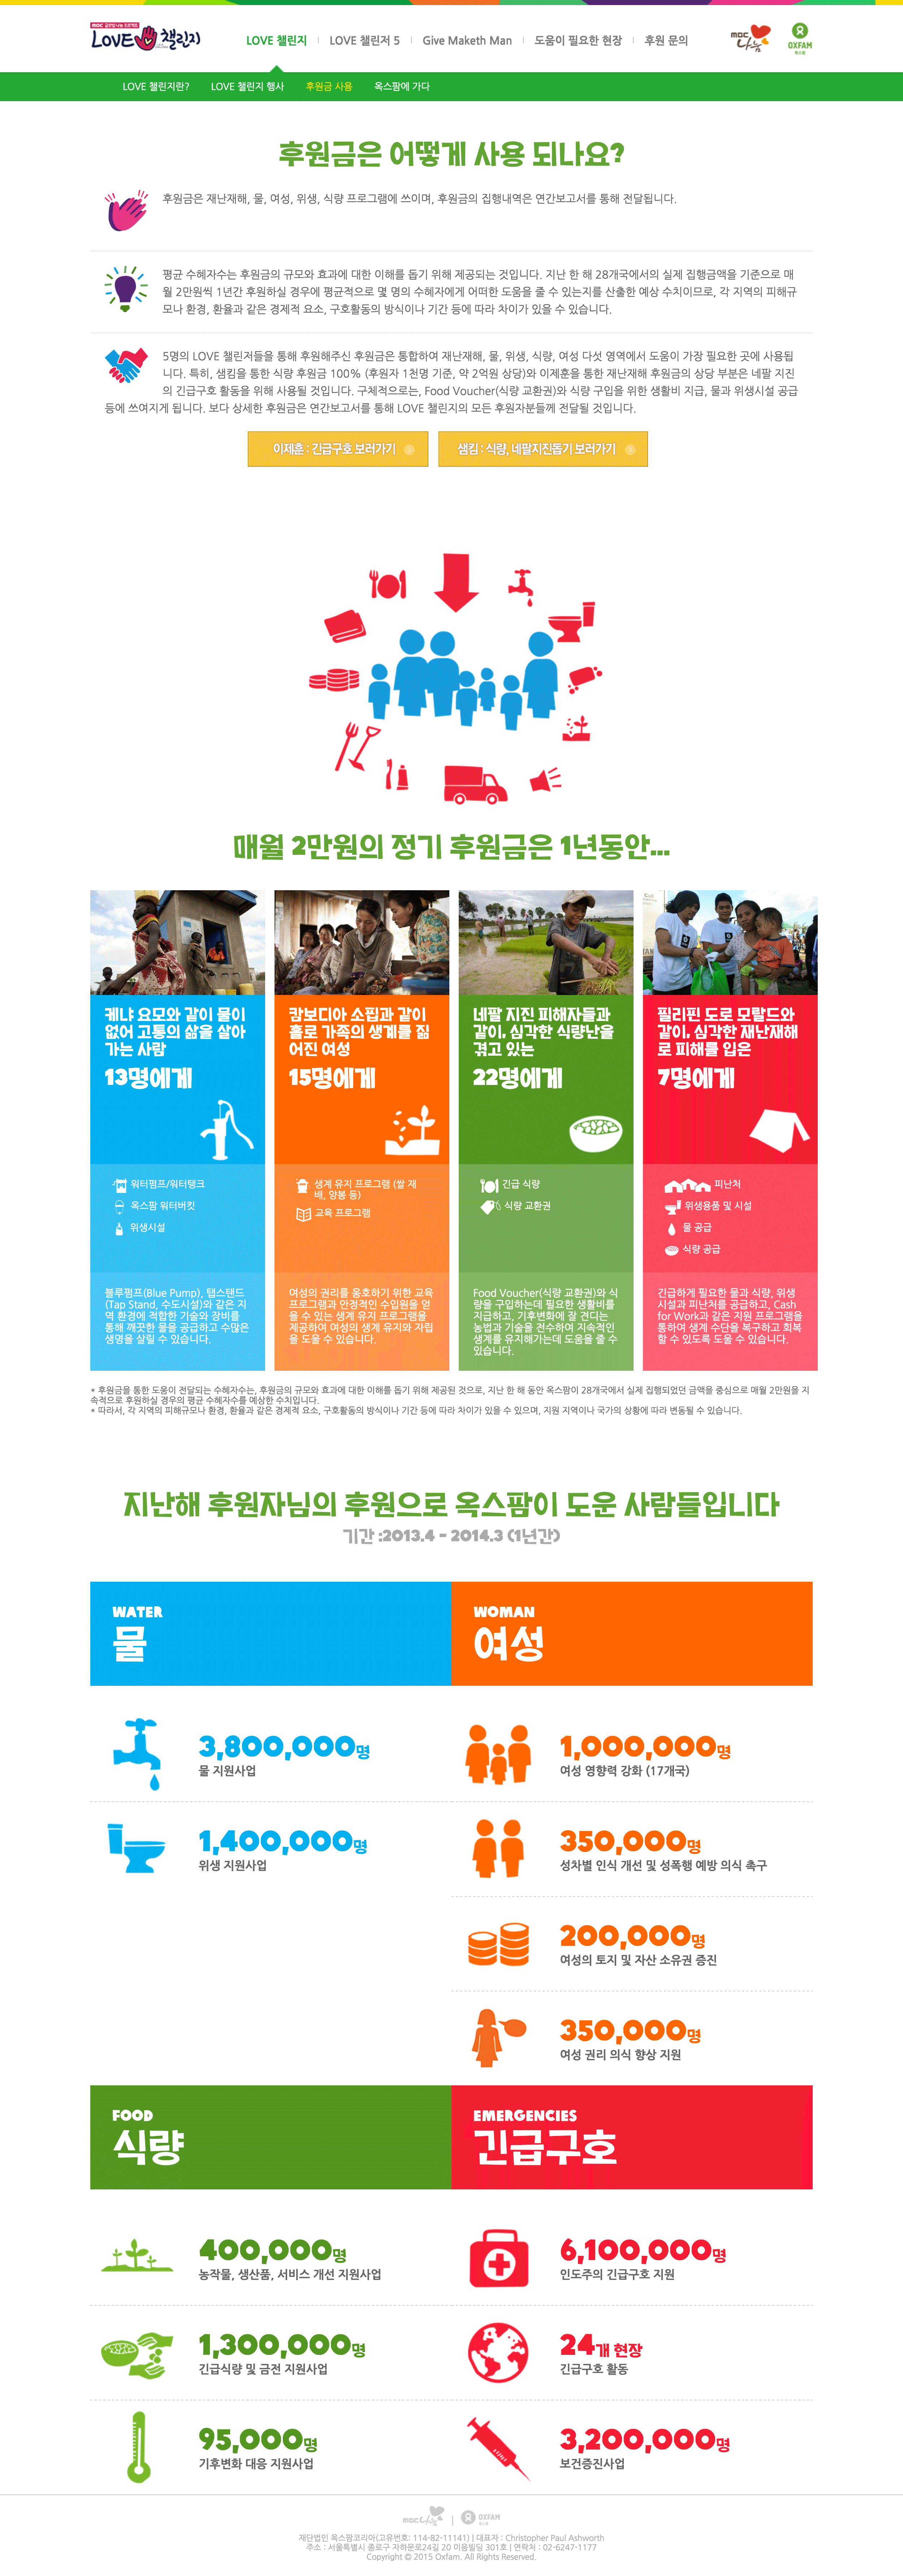 MBC 글로벌 나눔 프로젝트
LOVE 챌린지
LOVE 챌린지
LOVE 챌린저 5
Give Maketh Man
도움이 필요한 현장
후원 문의
MBC 나눔
OXFAM
옥스팜
LOVE 챌린지란?
LOVE 챌린지 행사
후원금 사용
옥스팜에 가다
후원금은 어떻게 사용 되나요?
후원금은 재난재해, 물, 여성, 위생, 식량 프로그램에 쓰이며, 후원금의 집행내역은 연간보고서를 통해 전달됩니다.
평균 수혜자수는 후원금의 규모와 효과에 대한 이해를 돕기 위해 제공되는 것입니다. 지난 한 해 28개국에서의 실제 집행금액을 기준으로 매
월 2만원씩 1년간 후원하실 경우에 평균적으로 몇 명의 수혜자에게 어떠한 도움을 줄 수 있는지를 산출한 예상 수치이므로, 각 지역의 피해규
모나 환경, 환율과 같은 경제적 요소, 구호활동의 방식이나 기간 등에 따라 차이가 있을 수 있습니다.
5명의 LOVE 챌린저들을 통해 후원해주신 후원금은 통합하여 재난재해, 물, 위생, 식량, 여성 다섯 영역에서 도움이 가장 필요한 곳에 사용됩
니다. 특히, 샘킴을 통한 식량 후원금 100% (후원자 1천명 기준, 약 2억원 상당)와 이제훈을 통한 재난재해 후원금의 상당 부분은 네팔 지진
의 긴급구호 활동을 위해 사용될 것입니다. 구체적으로는, Food Voucher(식량 교환권)와 식량 구입을 위한 생활비 지급, 물과 위생시설 공급
등에 쓰여지게 됩니다. 보다 상세한 후원금은 연간보고서를 통해 LOVE 챌린지의 모든 후원자분들께 전달될 것입니다.
이제훈 : 긴급구호 보러가기
샘킴 : 식량, 네팔지진돕기 보러가기
매월 2만원의 정기 후원금은 1년동안...
케냐 요모와 같이 물이
없어 고통의 삶을 살아
가는 사람
13명에게
워터펌프/워터탱크
옥스팜 워터버킷
위생시설
블루펌프(Blue Pump), 탭스탠드
(Tap Stand, 수도시설)와 같은 지
역 환경에 적합한 기술와 장비를
통해 깨끗한 물을 공급하고 수많은
생명을 살릴 수 있습니다.
캄보디아 소핍과 같이
홀로 가족의 생계를 짊
어진 여성
15명에게
생계 유지 프로그램 (쌀 재
배, 양봉 등)
교육 프로그램
여성의 권리를 옹호하기 위한 교육
프로그램과 안정적인 수입원을 얻
을 수 있는 생계 유지 프로그램을
제공하여 여성의 생계 유지와 자립
을 도울 수 있습니다.
네팔 지진 피해자들과
같이, 심각한 식량난을
겪고 있는
22명에게
긴급 식량
식량 교환권
Food Voucher(식량 교환권)와 식
량을 구입하는데 필요한 생활비를
지급하고, 기후변화에 잘 견디는
농법과 기술을 전수하여 지속적인
생계를 유지해가는데 도움을 줄 수
있습니다.
필리핀 도로 모탈드와
같이, 심각한 재난재해
로 피해를 입은
7명에게
피난처
위생용품 및 시설
물 공급
식량 공급
긴급하게 필요한 물과 식량, 위생
시설과 피난처를 공급하고, Cash
for Work과 같은 지원 프로그램을
통하여 생계 수단을 복구하고 회복
할 수 있도록 도울 수 있습니다.
* 후원금을 통한 도움이 전달되는 수혜자수는, 후원금의 규모와 효과에 대한 이해를 돕기 위해 제공된 것으로, 지난 한 해 동안 옥스팜이 28개국에서 실제 집행되었던 금액을 중심으로 매월 2만원을 지
속적으로 후원하실 경우의 평균 수혜자수를 예상한 수치입니다.
* 따라서, 각 지역의 피해규모나 환경, 환율과 같은 경제적 요소, 구호활동의 방식이나 기간 등에 따라 차이가 있을 수 있으며, 지원 지역이나 국가의 상황에 따라 변동될 수 있습니다.
지난해 후원자님의 후원으로 옥스팜이 도운 사람들입니다
기간 :2013.4 - 2014.3 (1년간)
WATER
물
3,800,000명
물 지원사업
1,400,000명
위생 지원사업
WOMAN
여성
1,000,000명
여성 영향력 강화 (17개국)
350,000명
성차별 인식 개선 및 성폭행 예방 의식 촉구
200,000명
여성의 토지 및 자산 소유권 증진
350,000명
여성 권리 의식 향상 지원
FOOD
식량
400,000명
농작물, 생산품, 서비스 개선 지원사업
1,300,000명
긴급식량 및 금전 지원사업
95,000명
기후변화 대응 지원사업
EMERGENCIES
긴급구호
6,100,000명
인도주의 긴급구호 지원
24개 현장
긴급구호 활동
3,200,000명
보건증진사업
MBC 나눔 | OXFAM
옥스팜
재단법인 옥스팜코리아(고유번호: 114-82-11141) | 대표자 : Christopher Paul Ashworth
주소 : 서울특별시 종로구 자하문로24길 20 이음빌딩 301호 | 연락처 : 02-6247-1177
Copyright © 2015 Oxfam. All Rights Reserved.